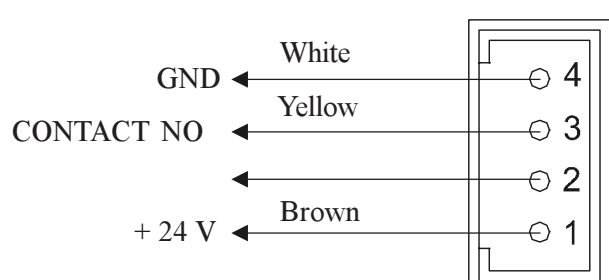 White
GND 4
Yellow
CONTACT NO 3
2
Brown
+ 24 V 1